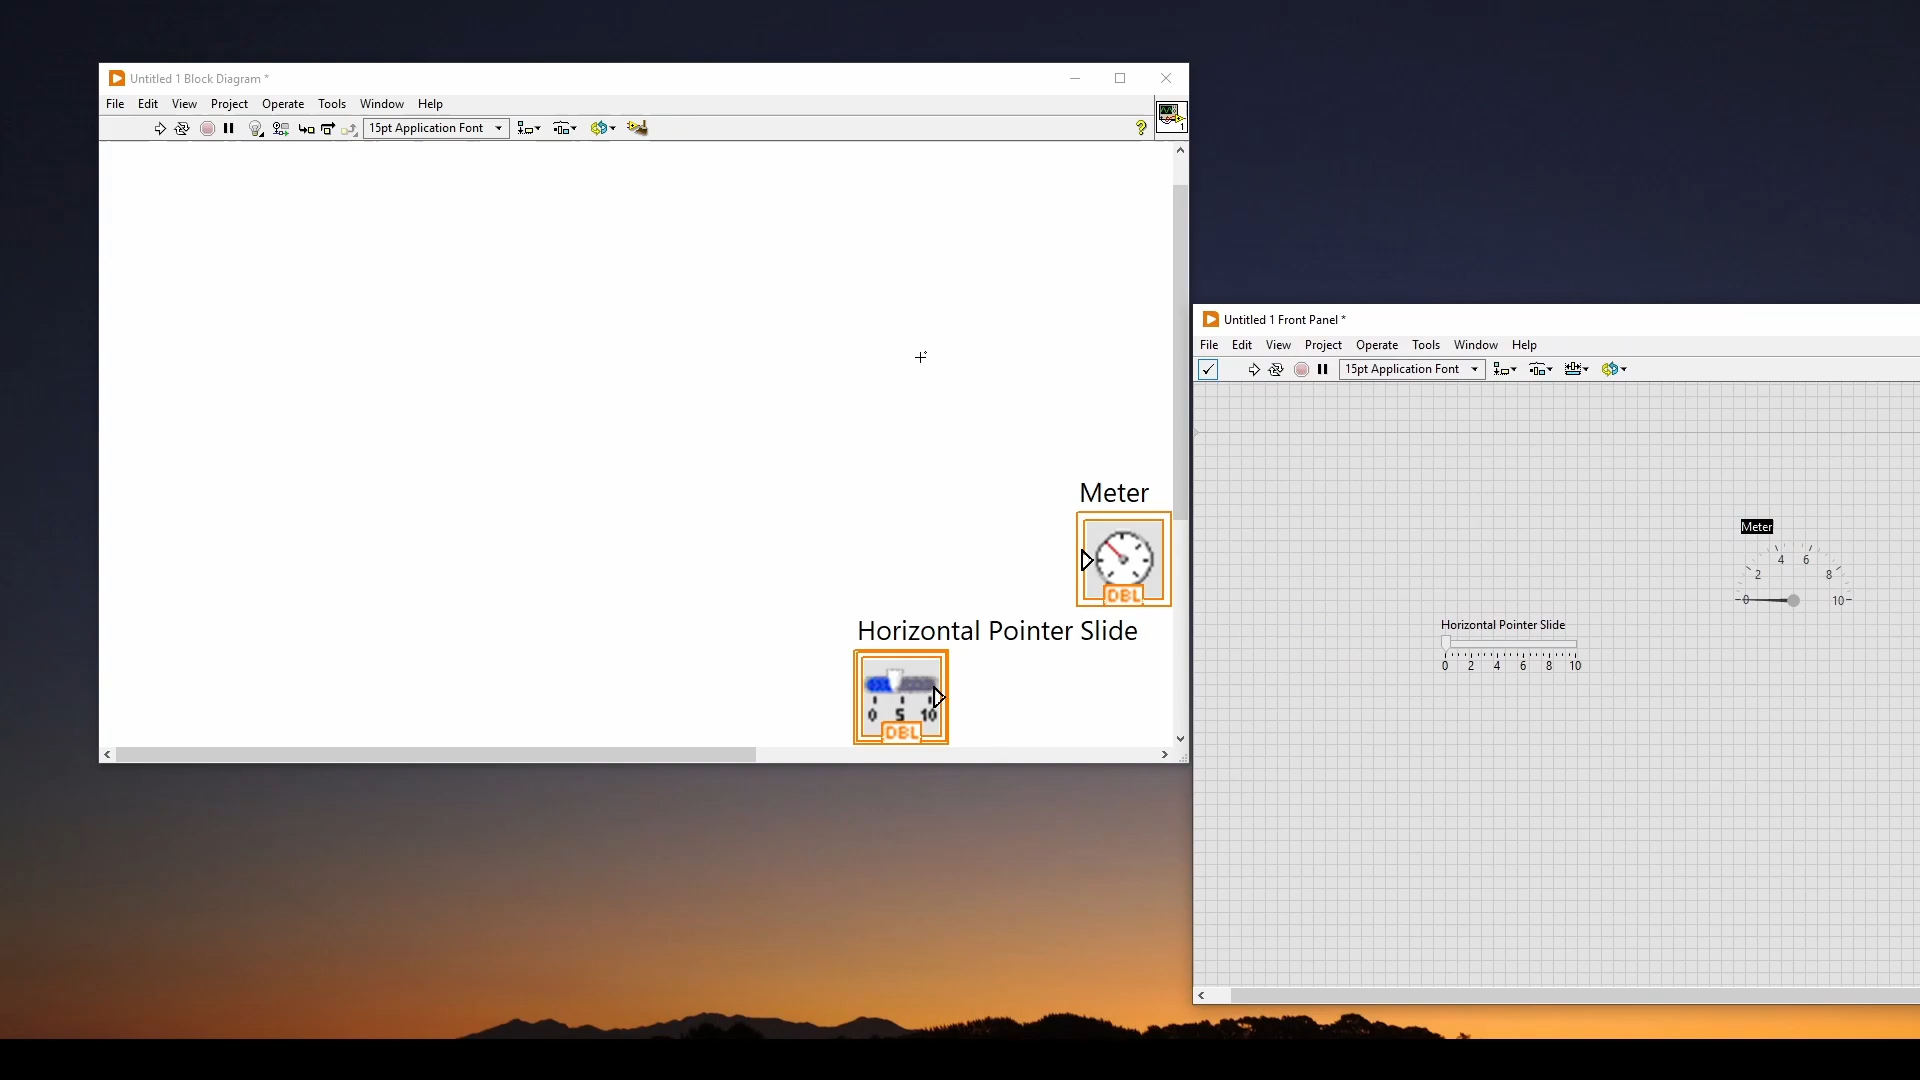 Untitled 1 Block Diagram *
File Edit View Project Operate Tools Window Help
15pt Application Font
?
1
Meter
DBL
Horizontal Pointer Slide
0 5 10
DBL
Untitled 1 Front Panel *
File Edit View Project Operate Tools Window Help
15pt Application Font
Meter
0 2 4 6 8 10
Horizontal Pointer Slide
0 2 4 6 8 10